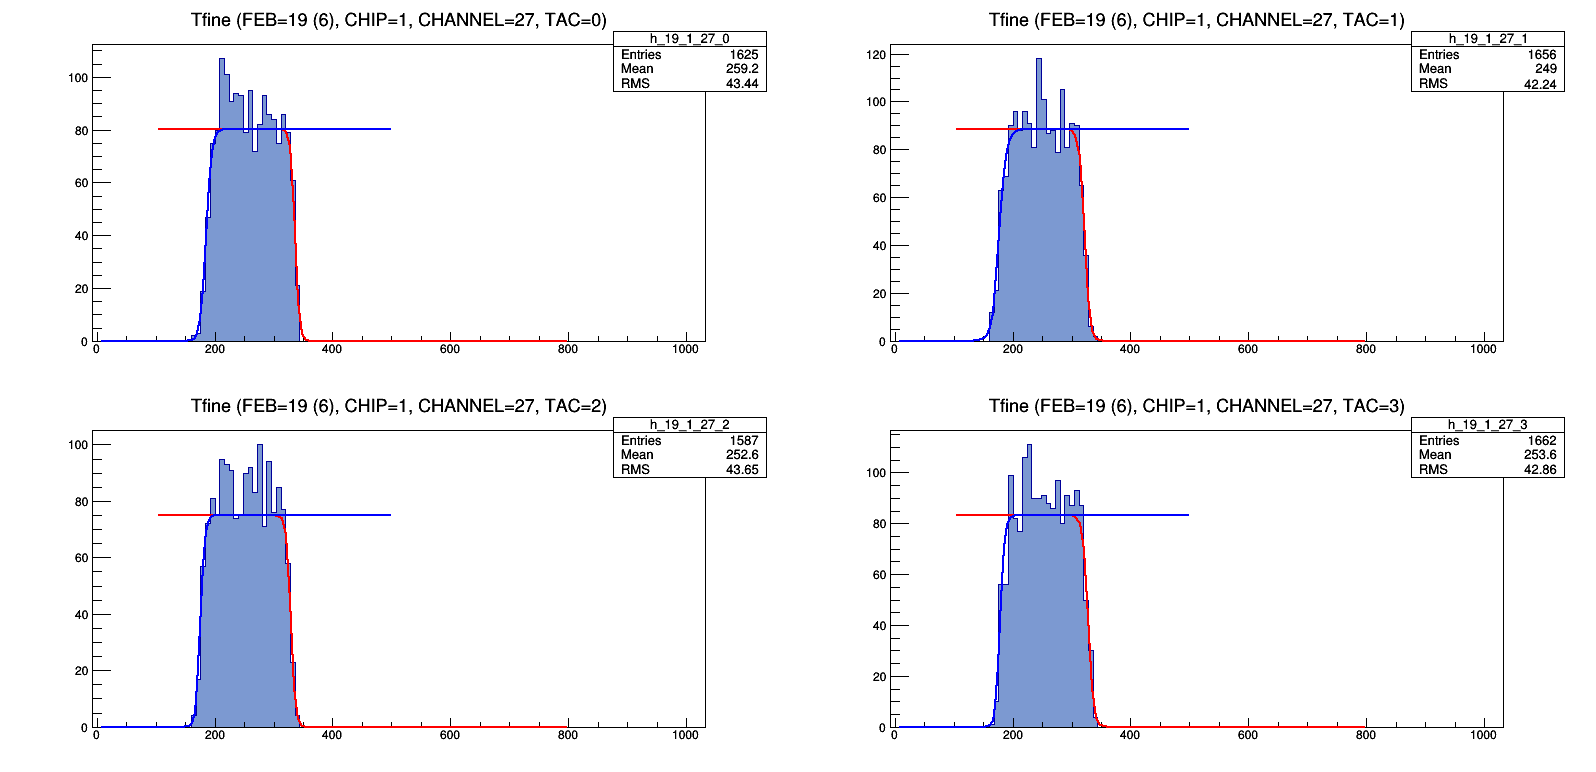 Tfine (FEB=19 (6), CHIP=1, CHANNEL=27, TAC=0)
h_19_1_27_0
Entries 1625
Mean 259.2
RMS 43.44
100
80
60
40
20
0
0 200 400 600 800 1000
Tfine (FEB=19 (6), CHIP=1, CHANNEL=27, TAC=1)
h_19_1_27_1
Entries 1656
Mean 249
RMS 42.24
120
100
80
60
40
20
0
0 200 400 600 800 1000
Tfine (FEB=19 (6), CHIP=1, CHANNEL=27, TAC=2)
h_19_1_27_2
Entries 1587
Mean 252.6
RMS 43.65
100
80
60
40
20
0
0 200 400 600 800 1000
Tfine (FEB=19 (6), CHIP=1, CHANNEL=27, TAC=3)
h_19_1_27_3
Entries 1662
Mean 253.6
RMS 42.86
100
80
60
40
20
0
0 200 400 600 800 1000